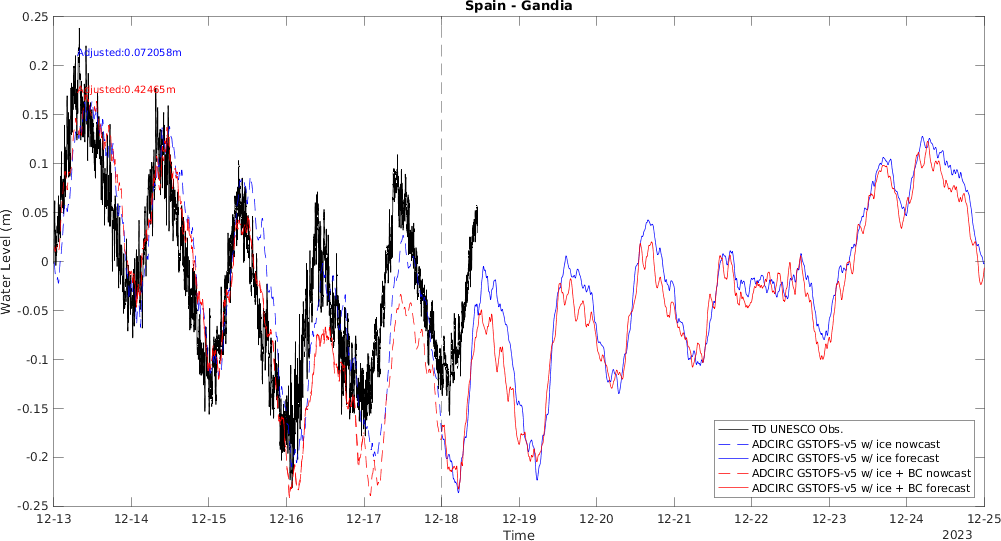 Spain - Gandia
0.25
0.2
0.15
0.1
0.05
0
-0.05
-0.1
-0.15
-0.2
-0.25
Water Level (m)
Adjusted:0.072058m
Adjusted:0.42465m
TD UNESCO Obs.
ADCIRC GSTOFS-v5 w/ ice nowcast
ADCIRC GSTOFS-v5 w/ ice forecast
ADCIRC GSTOFS-v5 w/ ice + BC nowcast
ADCIRC GSTOFS-v5 w/ ice + BC forecast
12-13 12-14 12-15 12-16 12-17 12-18 12-19 12-20 12-21 12-22 12-23 12-24 12-25
Time
2023